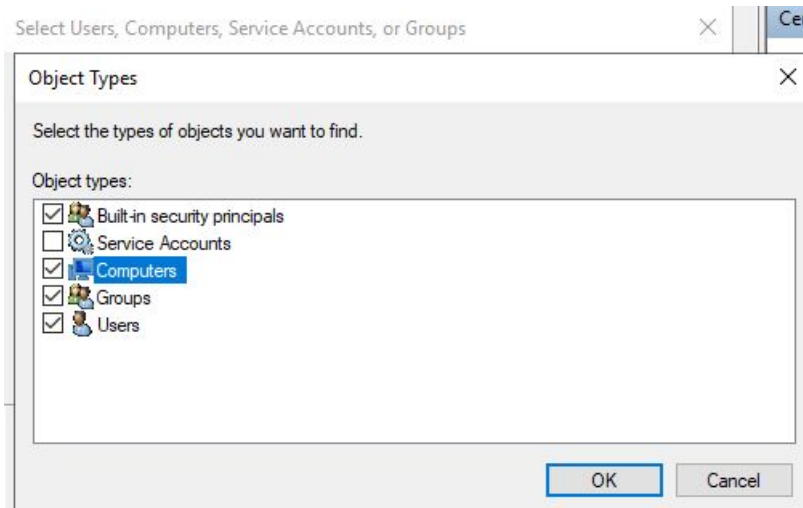 Select Users, Computers, Service Accounts, or Groups
Object Types
Select the types of objects you want to find.
Object types:
Built-in security principals
Service Accounts
Computers
Groups
Users
OK Cancel